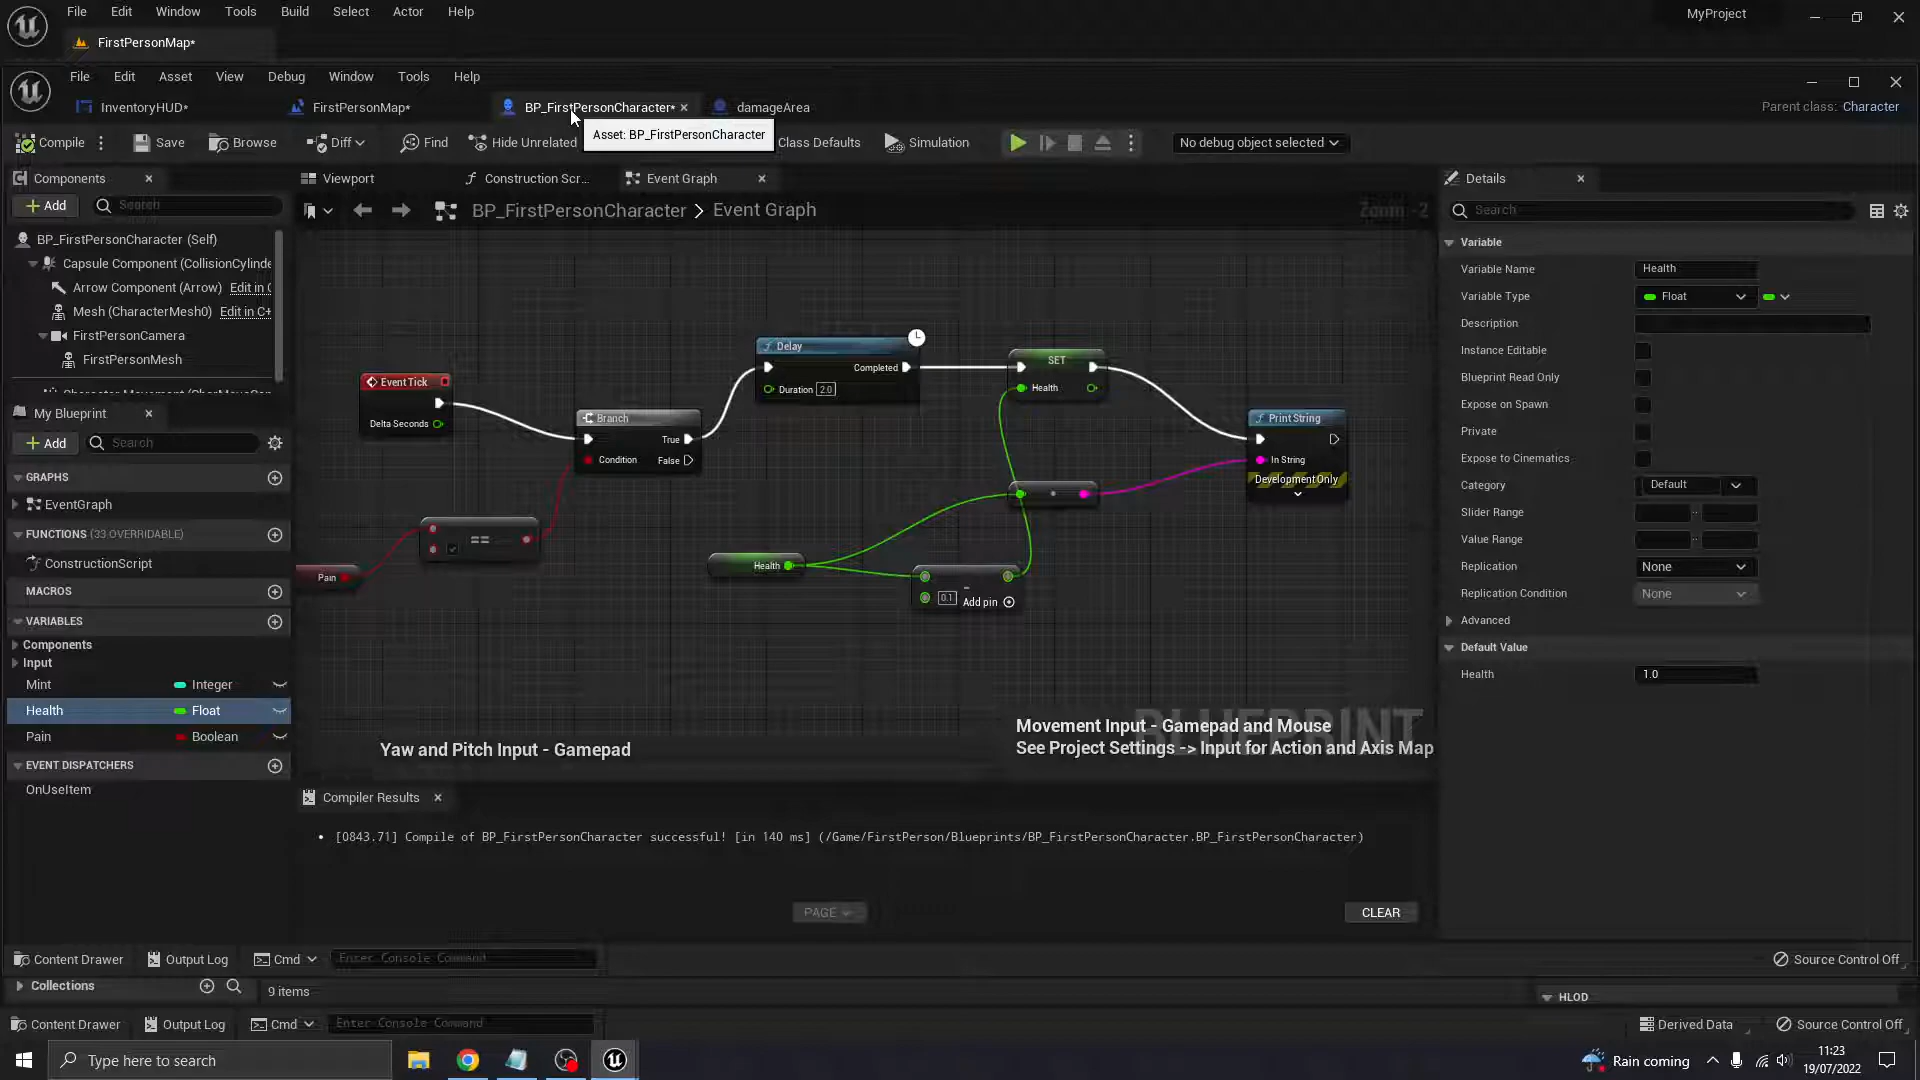 File Edit Window Tools Build Select Actor Help
MyProject
FirstPersonMap*
File Edit Asset View Debug Window Tools Help
InventoryHUD*
FirstPersonMap*
BP_FirstPersonCharacter*
damageArea
Parent class: Character
Compile
Save
Browse
Diff
Find
Hide Unrelated
Asset: BP_FirstPersonCharacter
Class Defaults
Simulation
No debug object selected
Components
Viewport
Construction Scr...
Event Graph
Details
Add
Search
BP_FirstPersonCharacter > Event Graph
Zoom -2
Search
BP_FirstPersonCharacter (Self)
Capsule Component (CollisionCylinde
Arrow Component (Arrow) Edit in C
Mesh (CharacterMesh0) Edit in C+
FirstPersonCamera
FirstPersonMesh
My Blueprint
Add
Search
GRAPHS
EventGraph
FUNCTIONS (33 OVERRIDABLE)
ConstructionScript
MACROS
VARIABLES
Components
Input
Mint Integer
Health Float
Pain Boolean
EVENT DISPATCHERS
OnUseItem
Event Tick
Delta Seconds
Branch
True
Condition
False
Delay
Completed
Duration 2.0
SET
Health
Print String
In String
Development Only
==
Pain
Health
-
0.1
Add pin
Yaw and Pitch Input - Gamepad
BLUEPRINT
Movement Input - Gamepad and Mouse
See Project Settings -> Input for Action and Axis Map
Variable
Variable Name Health
Variable Type Float
Description
Instance Editable
Blueprint Read Only
Expose on Spawn
Private
Expose to Cinematics
Category Default
Slider Range
Value Range
Replication None
Replication Condition None
Advanced
Default Value
Health 1.0
Compiler Results
[0843.71] Compile of BP_FirstPersonCharacter successful! [in 140 ms] (/Game/FirstPerson/Blueprints/BP_FirstPersonCharacter.BP_FirstPersonCharacter)
PAGE
CLEAR
Content Drawer
Output Log
Cmd
Enter Console Command
Source Control Off
Collections
9 items
HLOD
Content Drawer
Output Log
Cmd
Enter Console Command
Derived Data
Source Control Off
Type here to search
Rain coming
11:23
19/07/2022